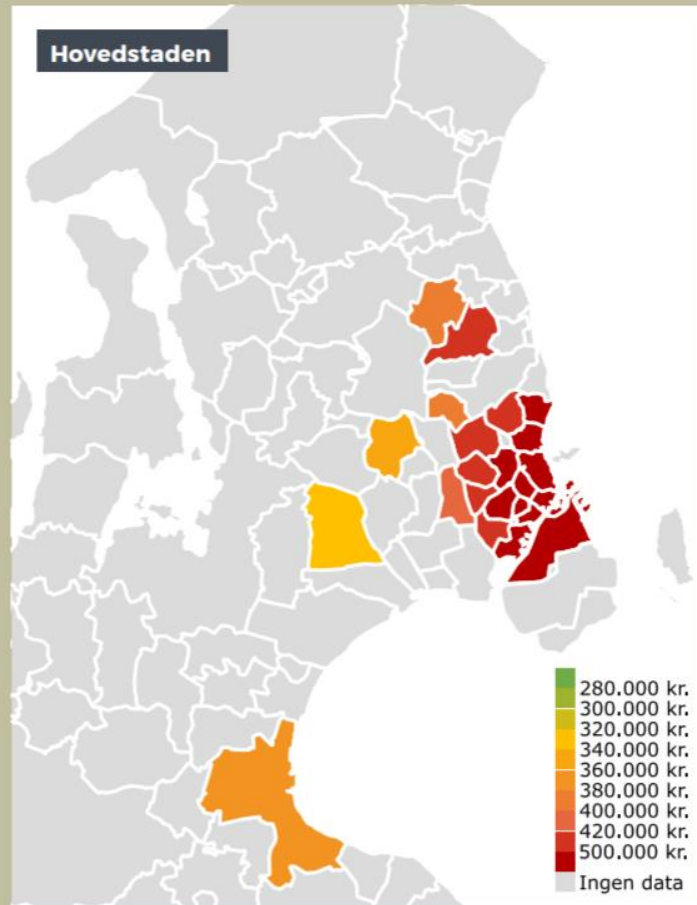 Hovedstaden
280.000 kr.
300.000 kr.
320.000 kr.
340.000 kr.
360.000 kr.
380.000 kr.
400.000 kr.
420.000 kr.
500.000 kr.
Ingen data